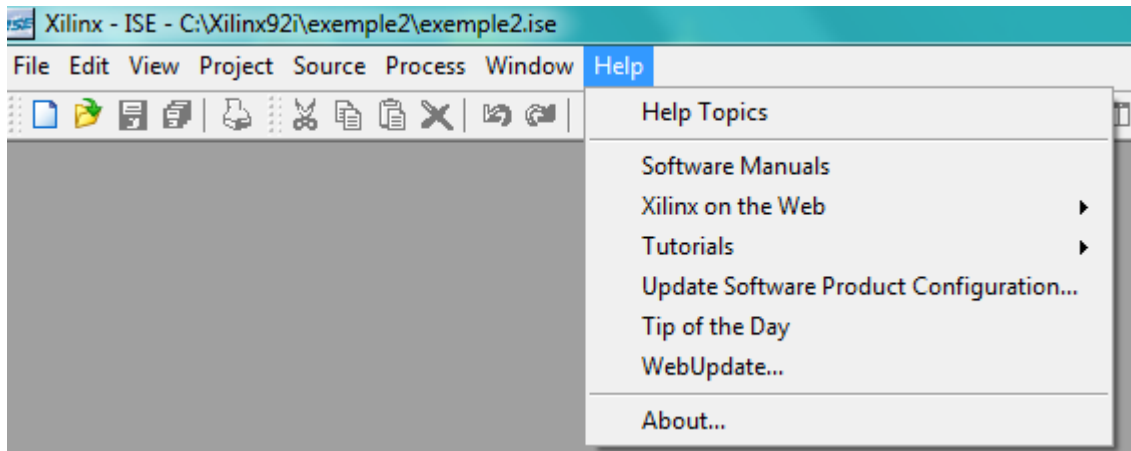 ISE Xilinx - ISE - C:\Xilinx92i\exemple2\exemple2.ise
File Edit View Project Source Process Window Help
Help Topics
Software Manuals
Xilinx on the Web
Tutorials
Update Software Product Configuration...
Tip of the Day
WebUpdate...
About...